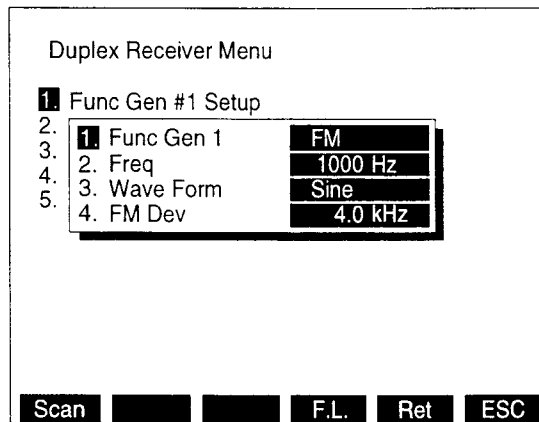 Duplex Receiver Menu
1. Func Gen #1 Setup
2.
3.
4.
5.
1. Func Gen 1 FM
2. Freq 1000 Hz
3. Wave Form Sine
4. FM Dev 4.0 kHz
Scan F.L. Ret ESC